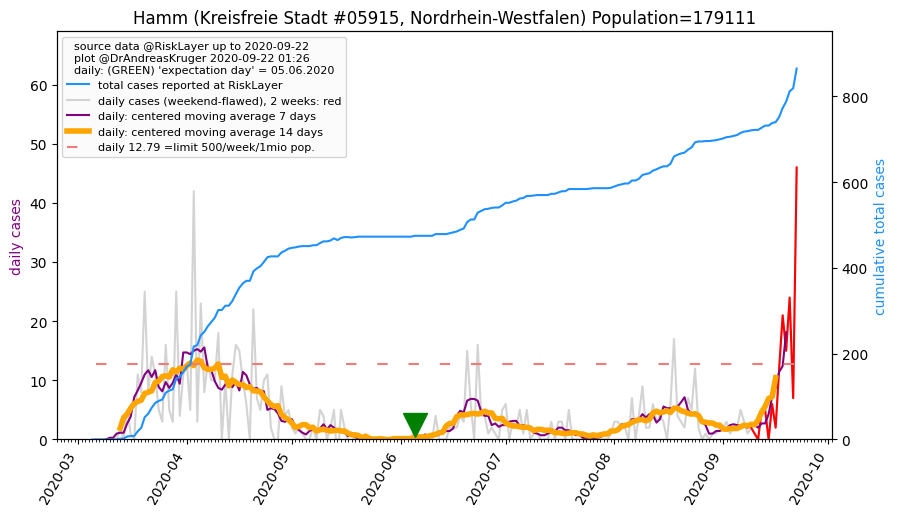 Hamm (Kreisfreie Stadt #05915, Nordrhein-Westfalen) Population=179111
source data @RiskLayer up to 2020-09-22
plot @DrAndreasKruger 2020-09-22 01:26
daily: (GREEN) 'expectation day' = 05.06.2020
total cases reported at RiskLayer
daily cases (weekend-flawed), 2 weeks: red
daily: centered moving average 7 days
daily: centered moving average 14 days
daily 12.79 =limit 500/week/1mio pop.
daily cases
60
50
40
30
20
10
0
cumulative total cases
800
600
400
200
0
2020-03
2020-04
2020-05
2020-06
2020-07
2020-08
2020-09
2020-10